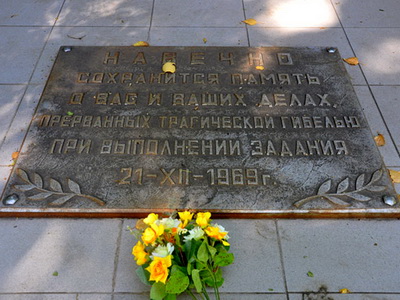 НАВЕЧНО
СОХРАНИТСЯ ПАМЯТЬ
О ВАС И ВАШИХ ДЕЛАХ,
ПРЕРВАННЫХ ТРАГИЧЕСКОЙ ГИБЕЛЬЮ
ПРИ ВЫПОЛНЕНИИ ЗАДАНИЯ
21-XII-1969г.